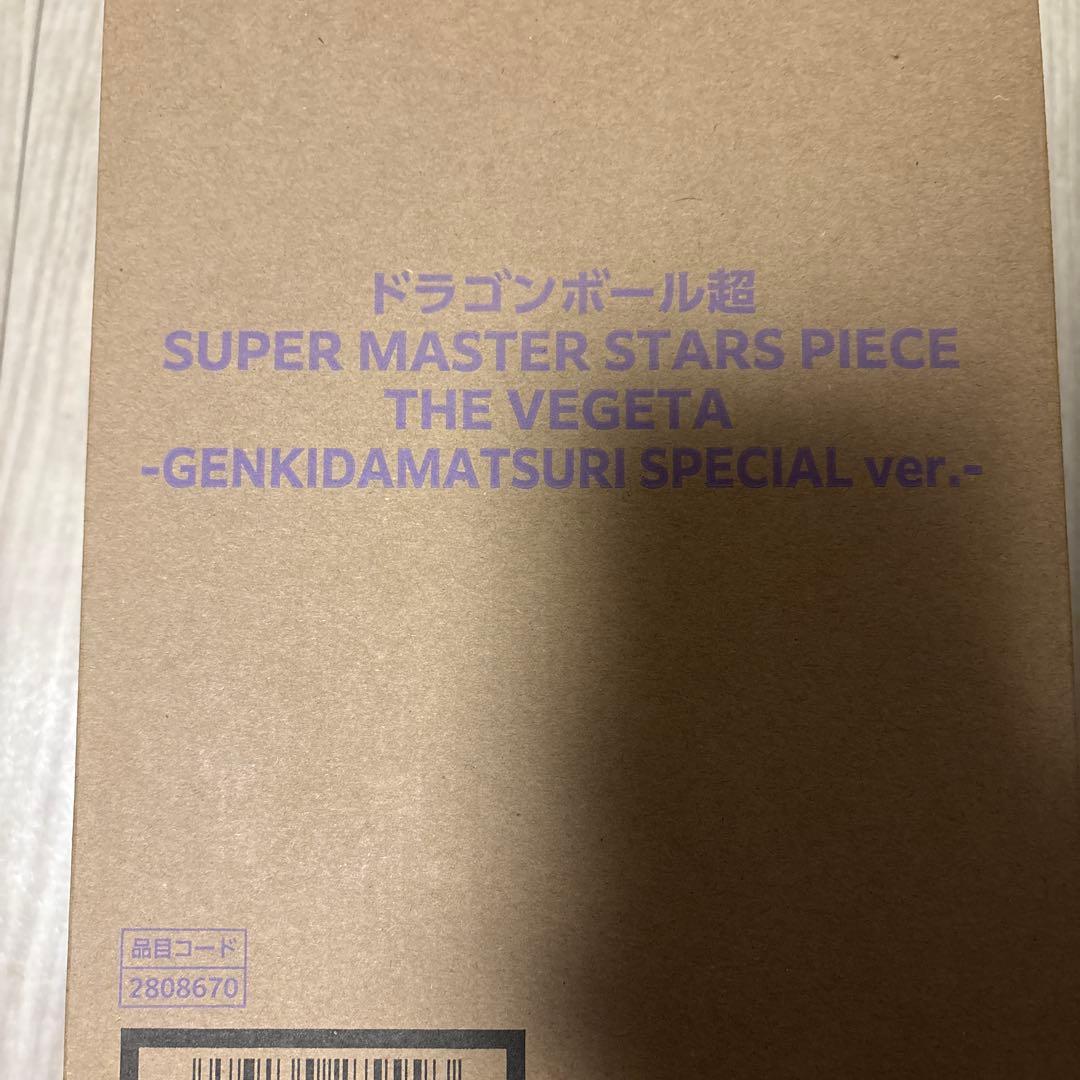 ドラゴンボール超
SUPER MASTER STARS PIECE
THE VEGETA
-GENKIDAMATSURI SPECIAL ver.-
品目コード
2808670